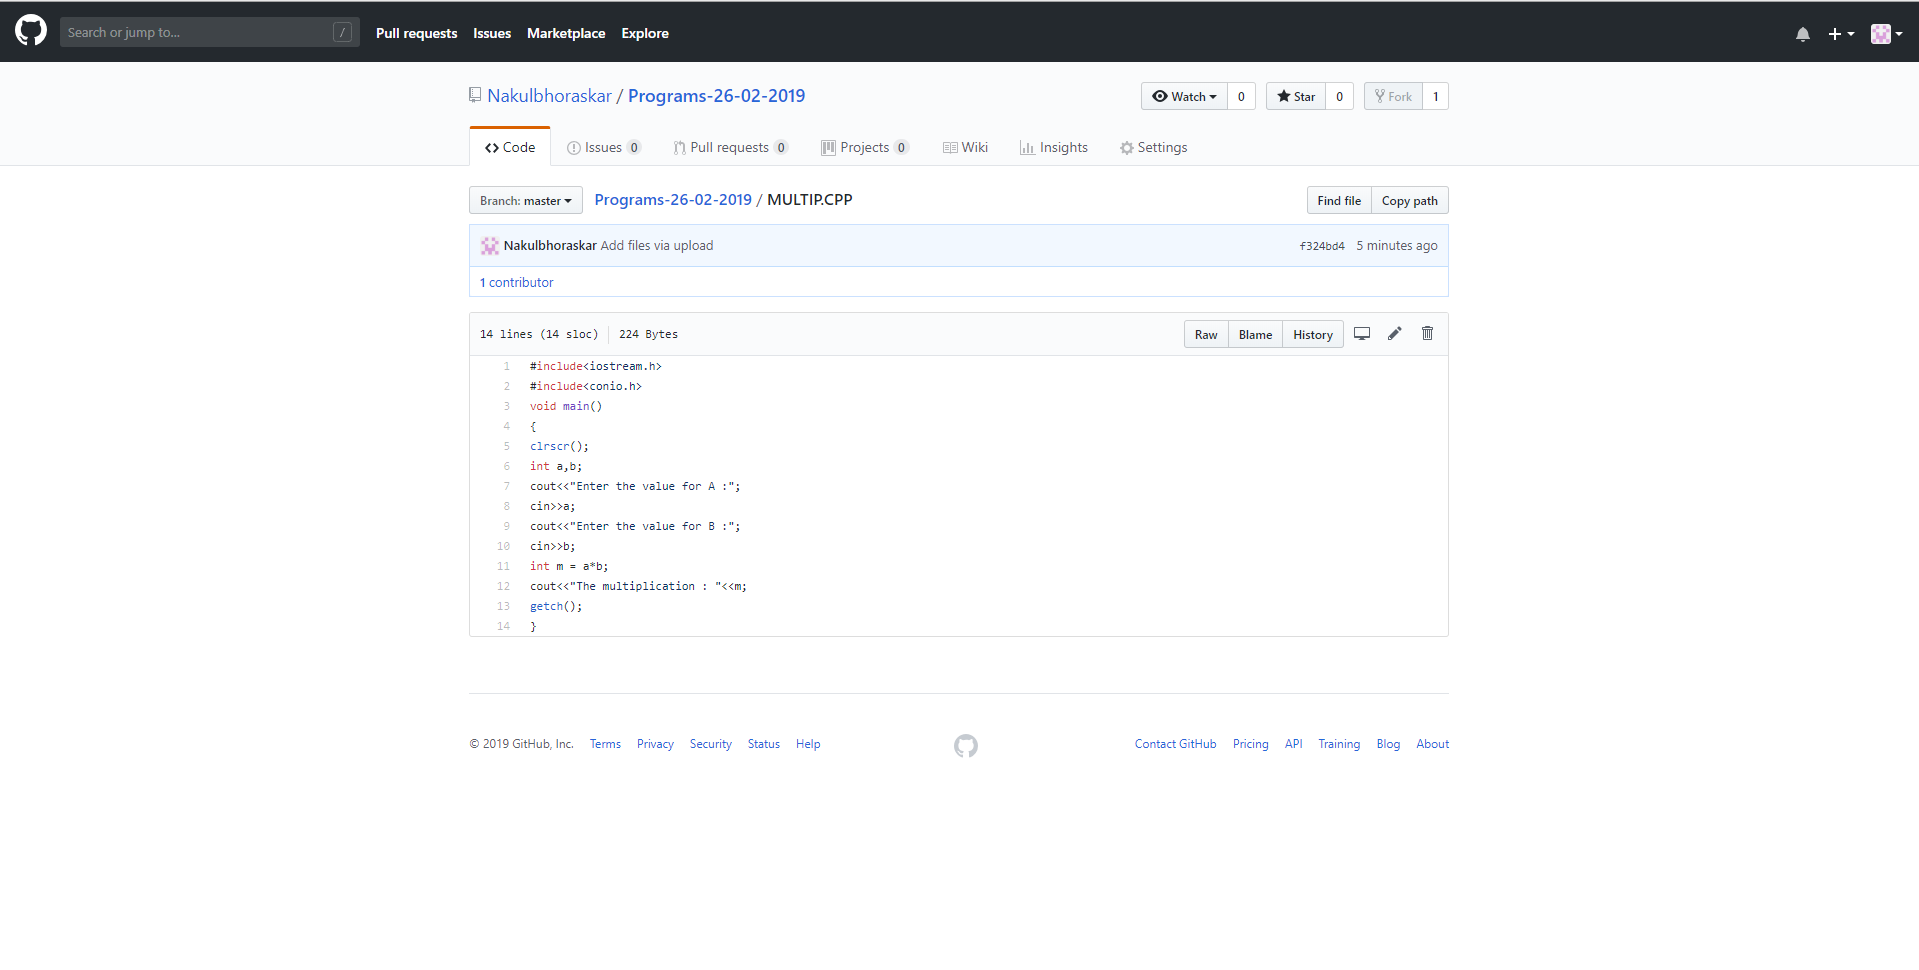 Search or jump to... /
Pull requests Issues Marketplace Explore
Nakulbhoraskar / Programs-26-02-2019
Watch 0 Star 0 Fork 1
Code Issues 0 Pull requests 0 Projects 0 Wiki Insights Settings
Branch: master Programs-26-02-2019 / MULTIP.CPP Find file Copy path
Nakulbhoraskar Add files via upload f324bd4 5 minutes ago
1 contributor
14 lines (14 sloc) 224 Bytes Raw Blame History
1 #include<iostream.h>
2 #include<conio.h>
3 void main()
4 {
5 clrscr();
6 int a,b;
7 cout<<"Enter the value for A :";
8 cin>>a;
9 cout<<"Enter the value for B :";
10 cin>>b;
11 int m = a*b;
12 cout<<"The multiplication : "<<m;
13 getch();
14 }
© 2019 GitHub, Inc. Terms Privacy Security Status Help Contact GitHub Pricing API Training Blog About